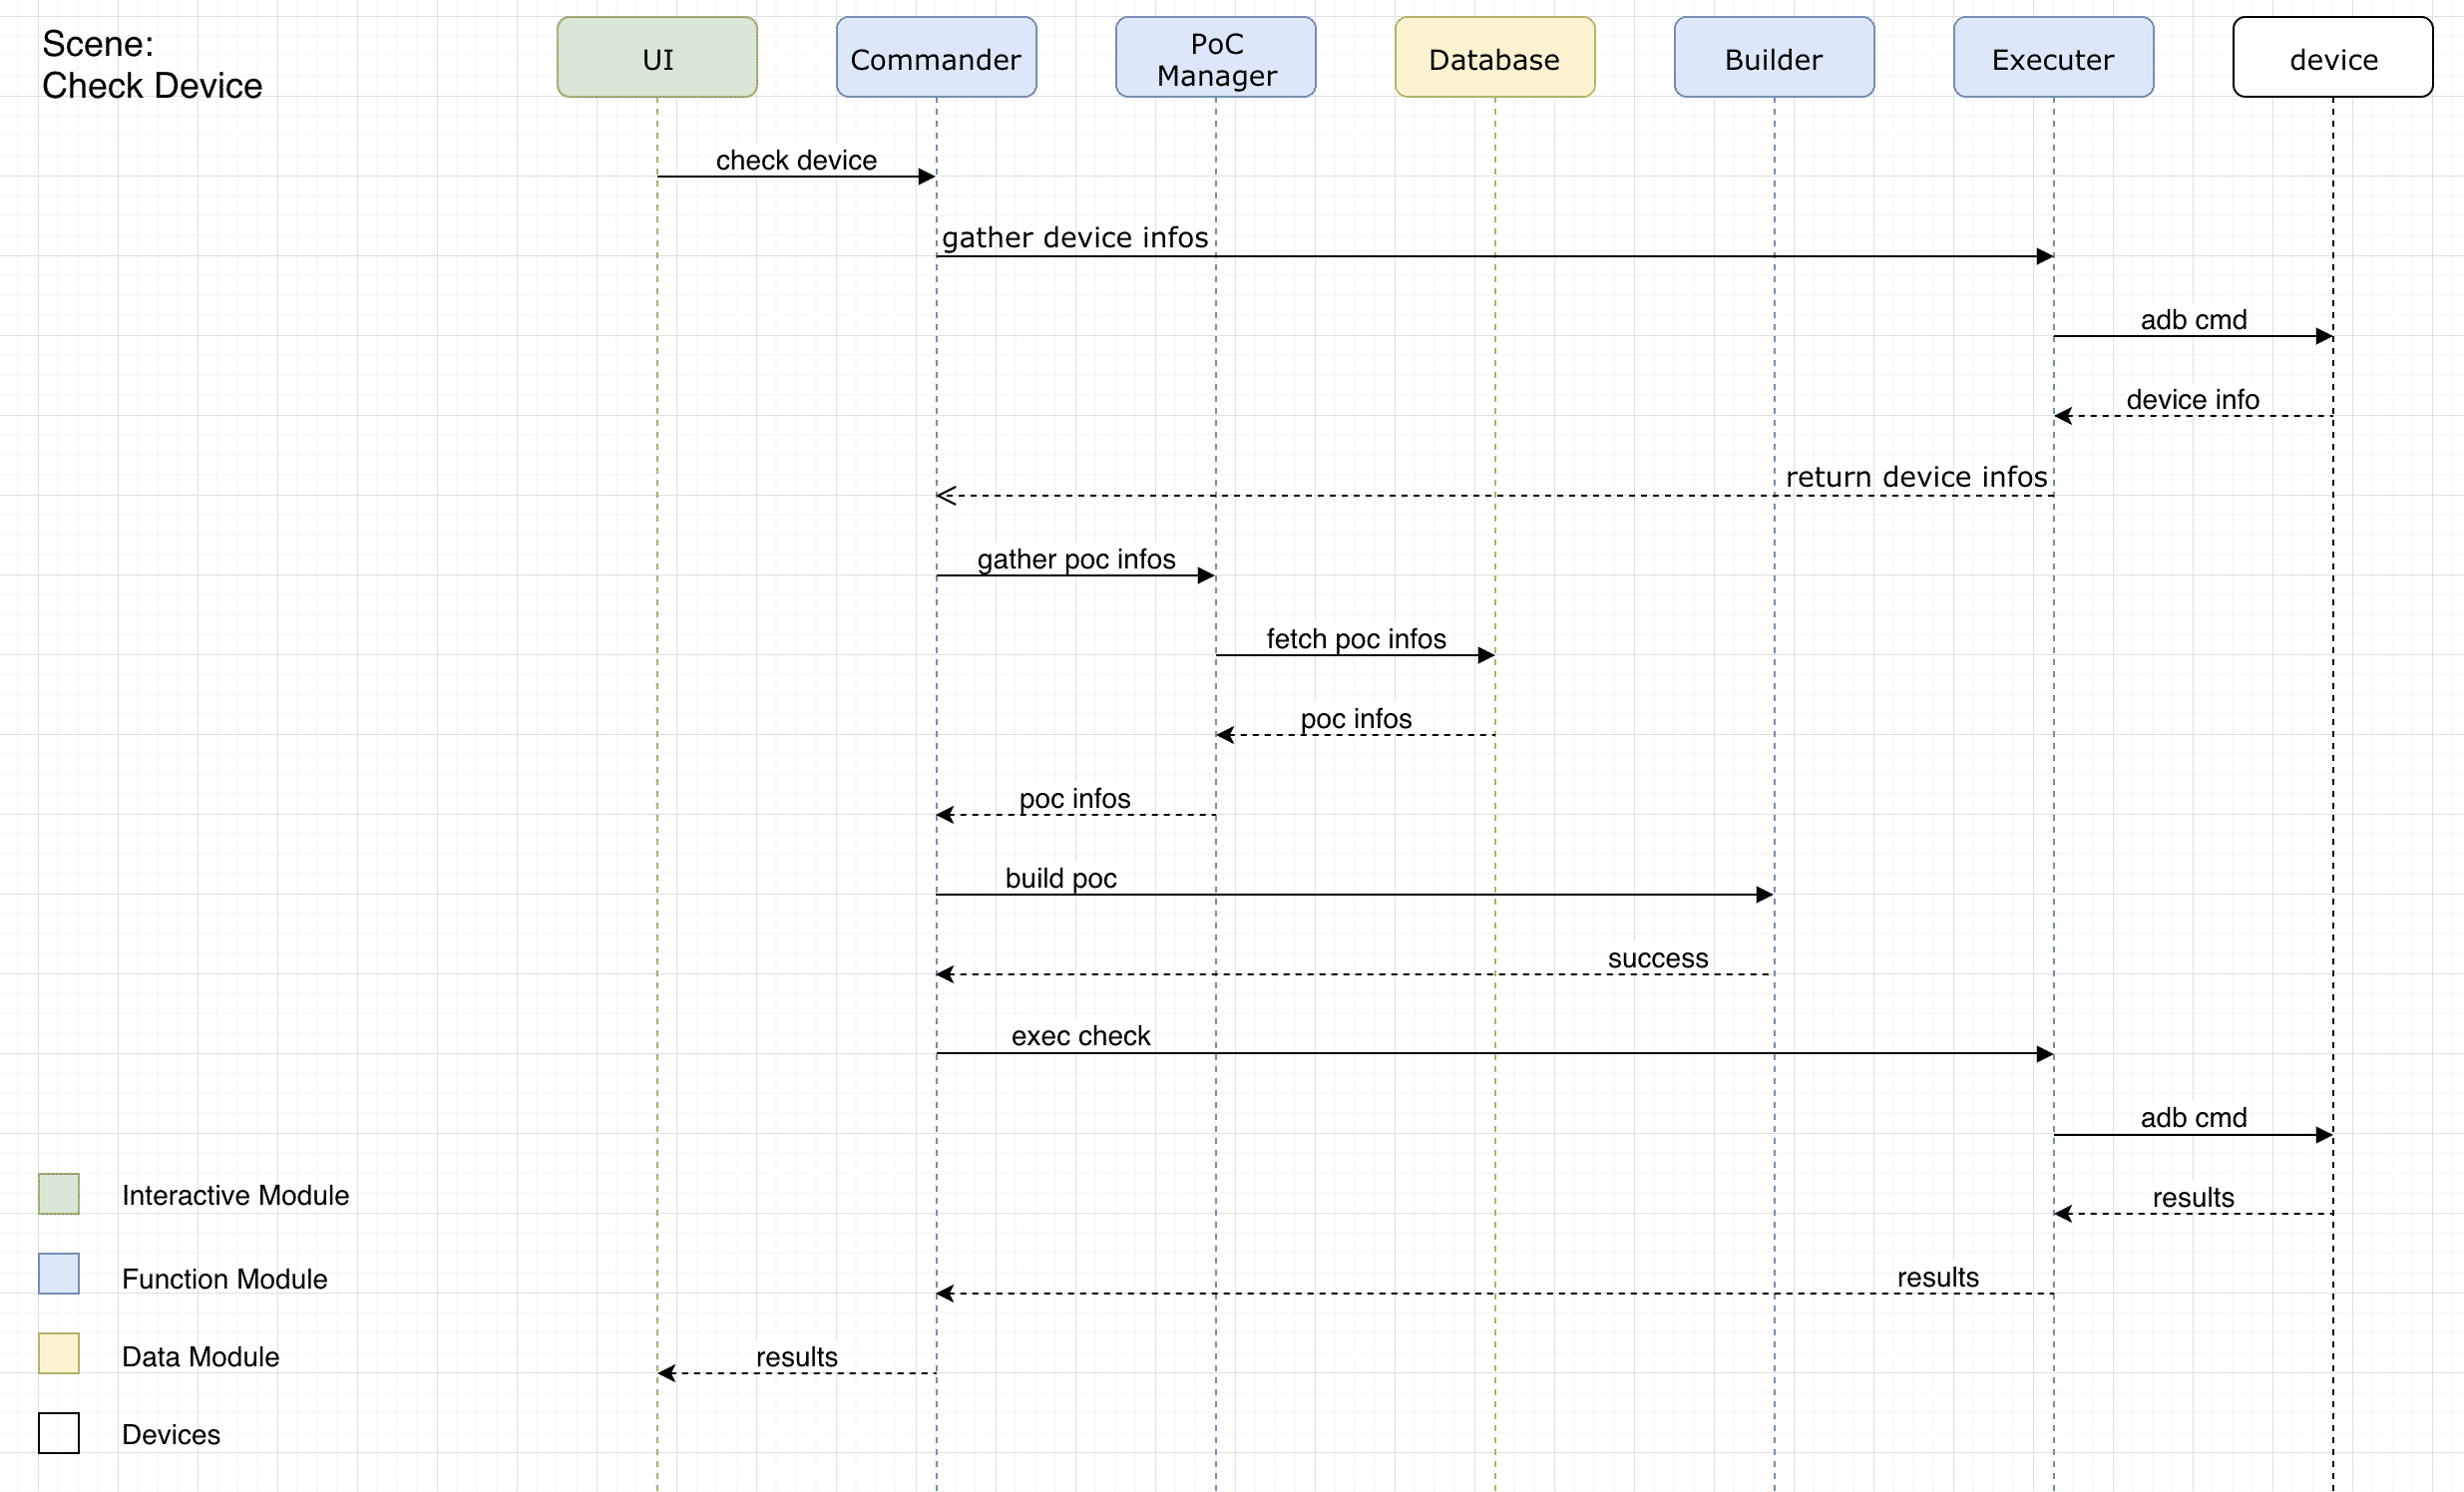 Scene:
Check Device
UI
Commander
PoC
Manager
Database
Builder
Executer
device
check device
gather device infos
adb cmd
device info
return device infos
gather poc infos
fetch poc infos
poc infos
poc infos
build poc
success
exec check
adb cmd
results
results
results
Interactive Module
Function Module
Data Module
Devices